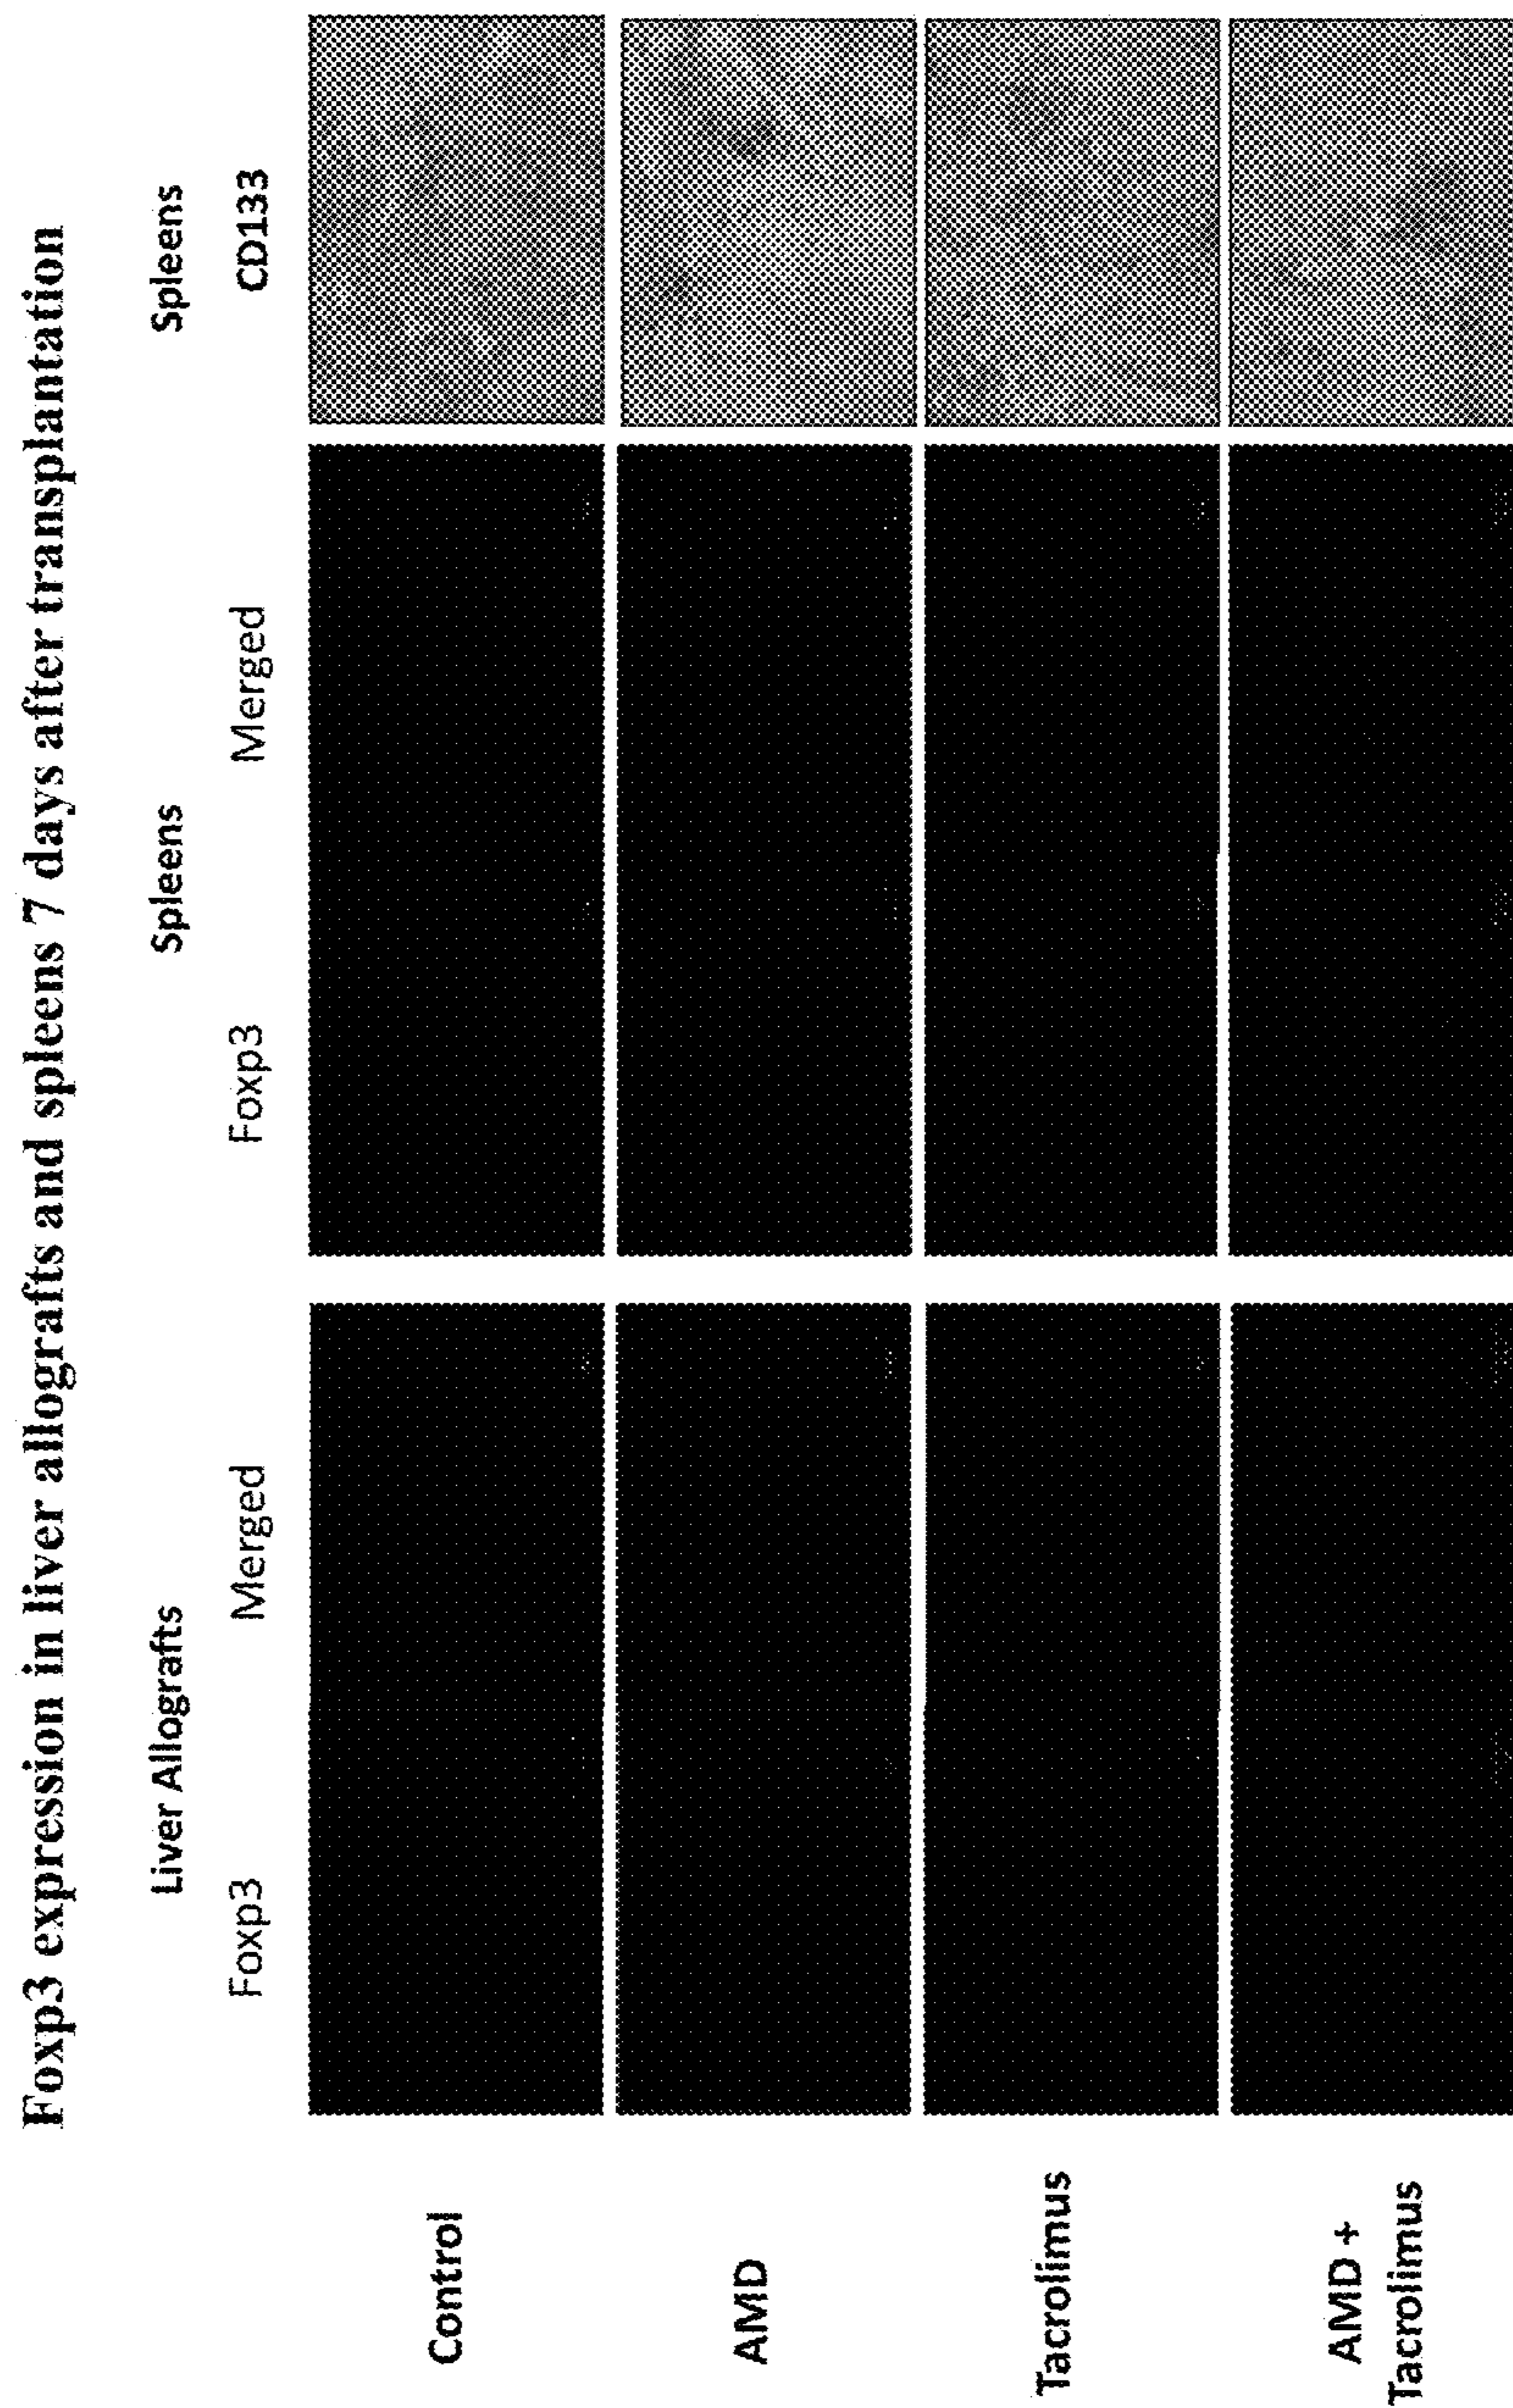 Foxp3 expression in liver allografts and spleens 7 days after transplantation
Liver Allografts
Spleens
Spleens
Foxp3
Merged
Foxp3
Merged
CD133
Control
AMD
Tacrolimus
AMD +
Tacrolimus